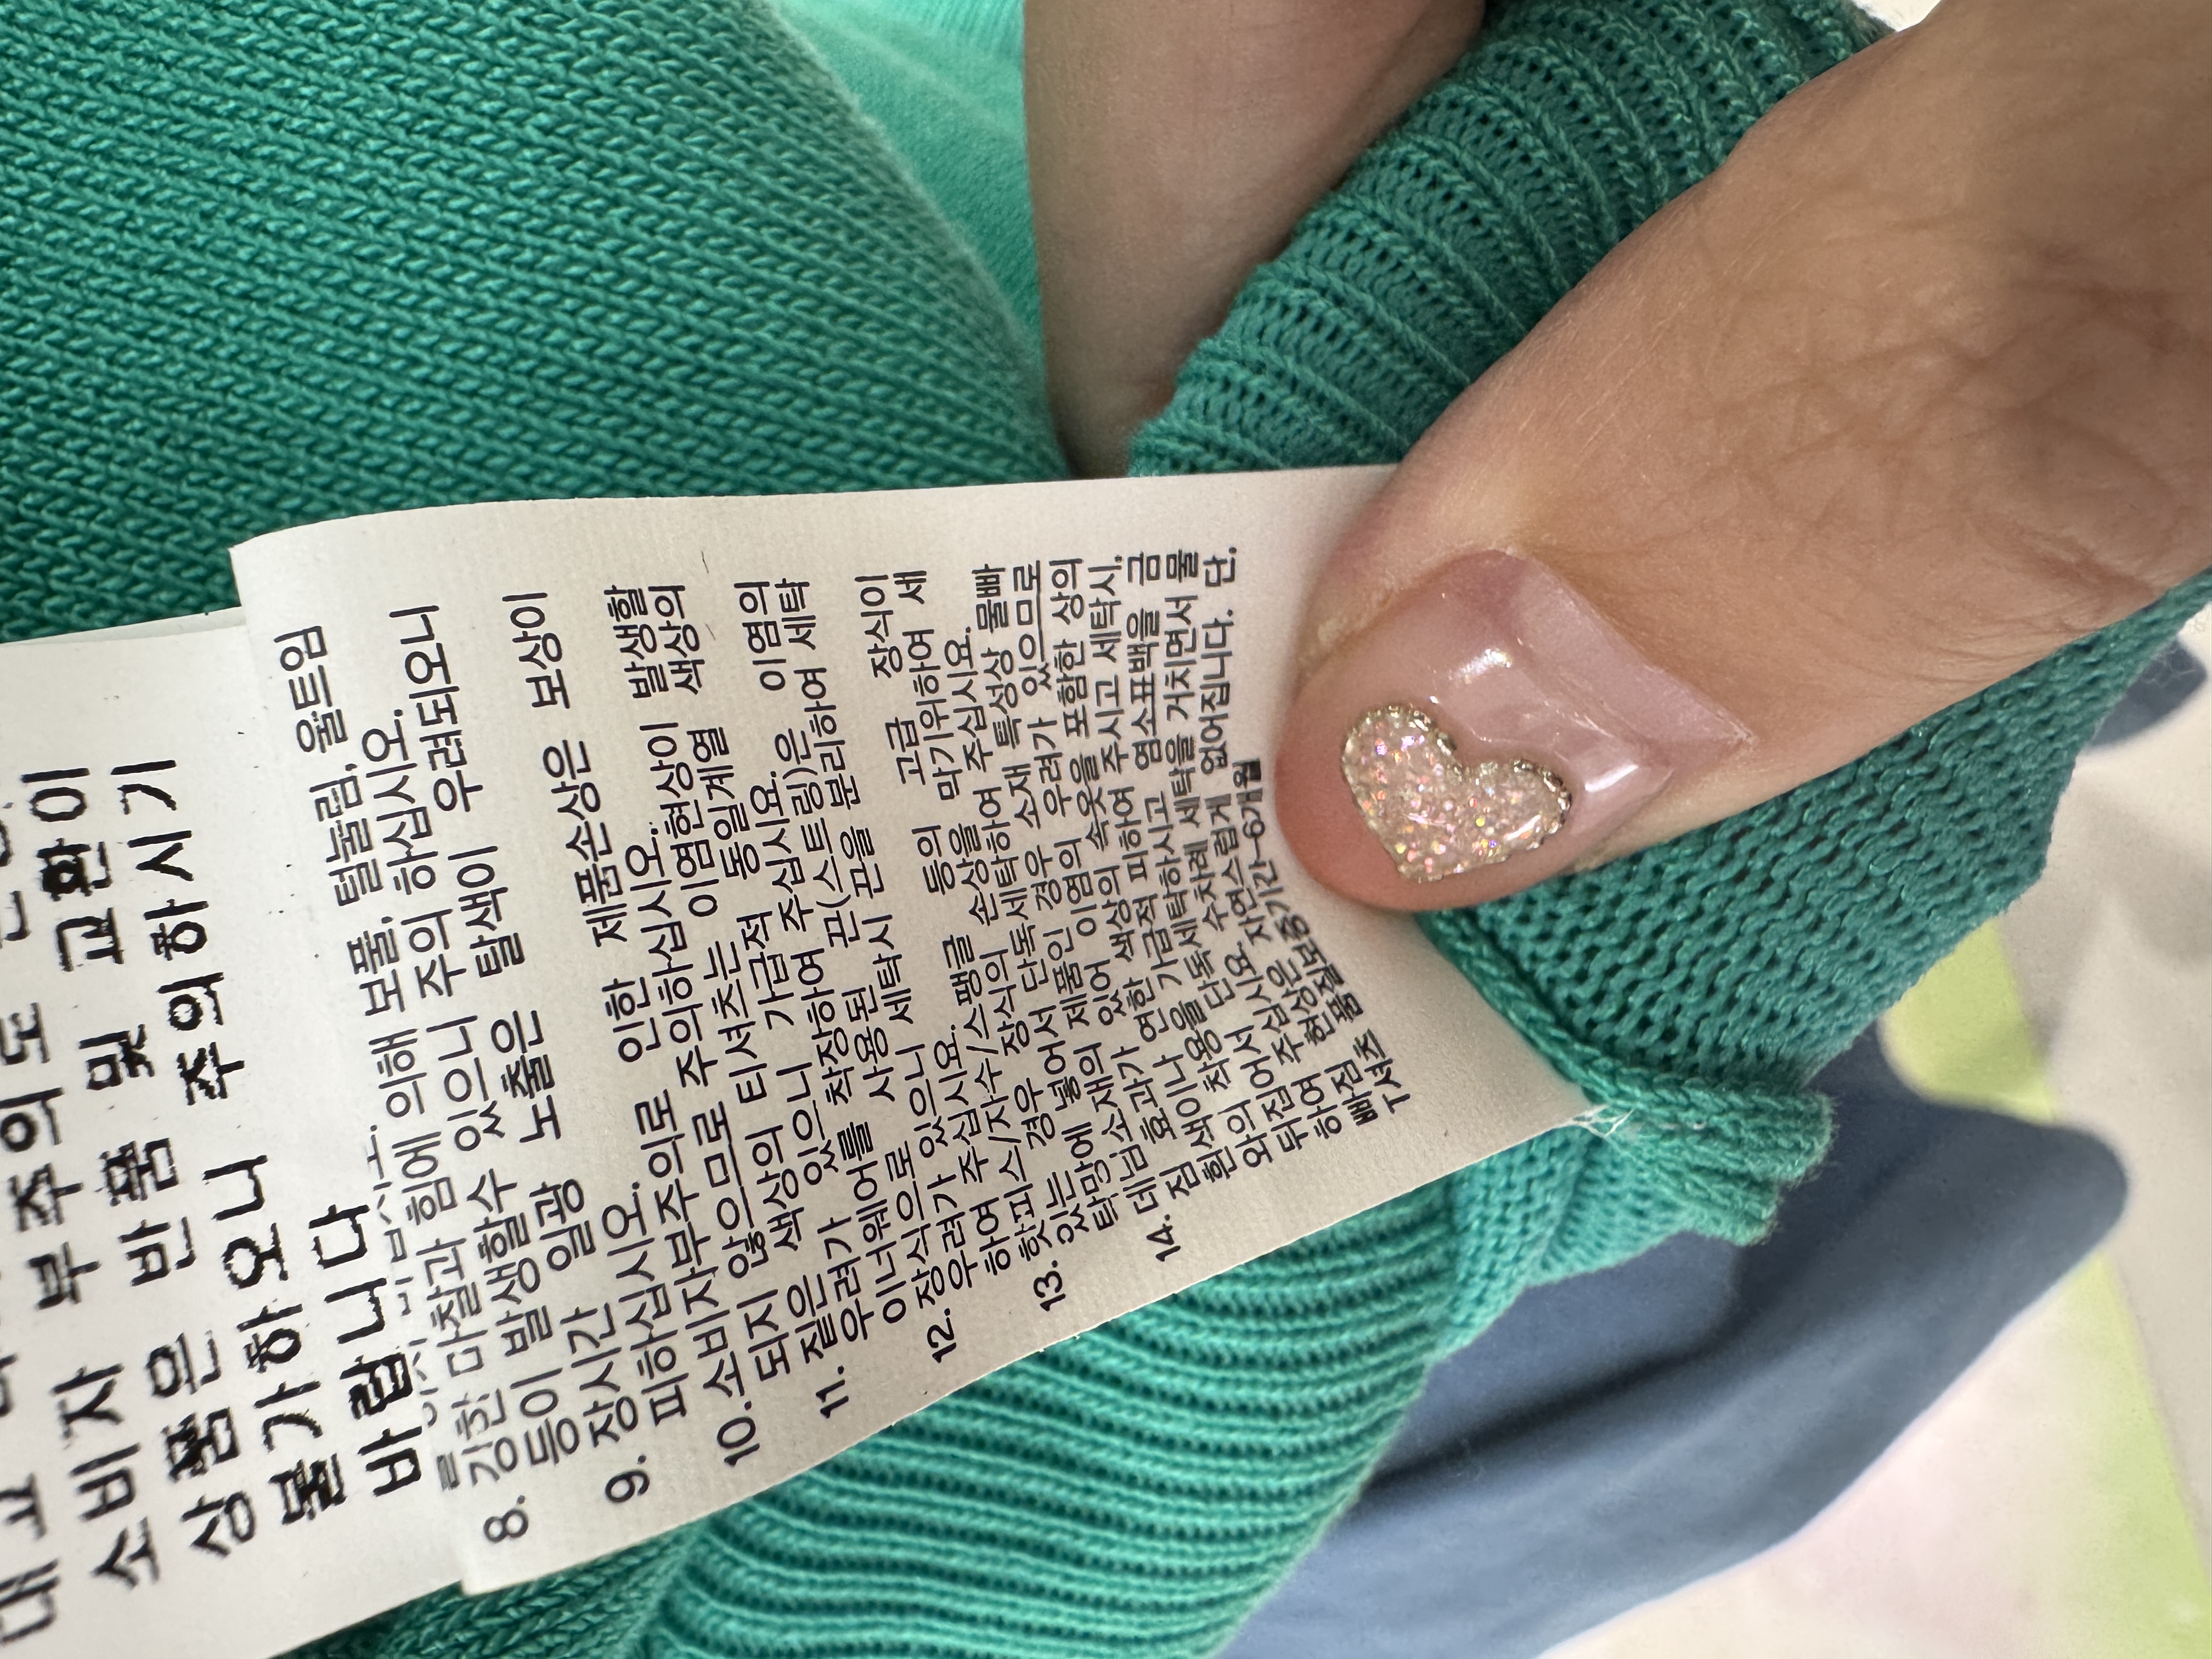 소비자 부주의도
상품은 반품 및 교환이
불가하오니 주의하시기
바랍니다
8. 강한 마찰과 힘에 의해 보풀, 털눌림, 올트임
등이 발생할수 있으니 주의 하십시오.
9. 장시간 일광 노출은 탈색이 우려되오니
피하십시오.
10.소비자부주의로 인한 제품손상은 보상이
되지 않으므로 주의하십시오.
11. 짙은 색상의 티셔츠는 이염현상이 발생할
우려가 있으니 가급적 동일계열 색상의
이너웨어를 착장하여 주십시요.
12. 장식으로 사용된 끈(스트링)은 이염의
우려가 있으니 세탁시 끈을 분리하여 세탁
하여 주십시요.
13. 핫피스/자수/스팽글 등의 고급 장식이
있는 경우 장식의 손상을 막기위하여 세
탁망에 넣어서 단독세탁하여 주십시요.
14. 데님소재의 제품인 경우 소재 특성상 물빠
짐 효과가 있어 이염의 우려가 있으므로
흰색이나 연한 색상의 속옷을 포함한 상의
와의 착용을 가급적 피하여 주시고 세탁시.
뒤집어서 단독세탁하시고 염소표백을 금
하여 주십시요. 수차례 세탁을 거치면서 물
빠짐 현상은 자연스럽게 없어집니다. 단.
T셔츠 품질보증기간-6개월